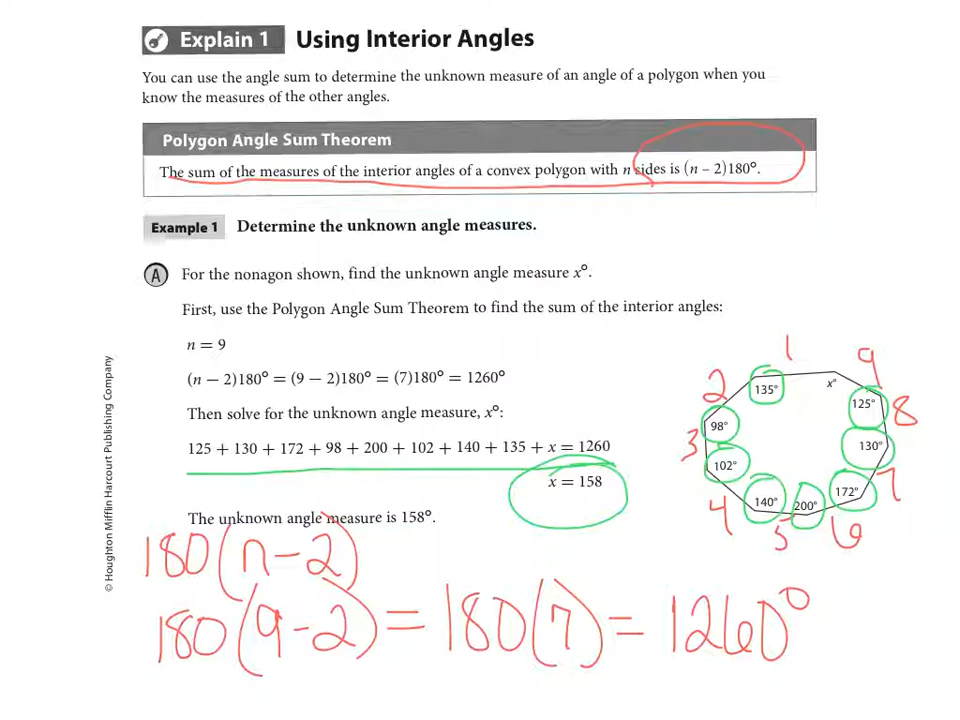 Explain 1 Using Interior Angles
You can use the angle sum to determine the unknown measure of an angle of a polygon when you
know the measures of the other angles.
Polygon Angle Sum Theorem
The sum of the measures of the interior angles of a convex polygon with n sides is (n − 2)180°.
Example 1 Determine the unknown angle measures.
A For the nonagon shown, find the unknown angle measure x°.
First, use the Polygon Angle Sum Theorem to find the sum of the interior angles:
n = 9
(n − 2)180° = (9 − 2)180° = (7)180° = 1260°
Then solve for the unknown angle measure, x°:
125 + 130 + 172 + 98 + 200 + 102 + 140 + 135 + x = 1260
x = 158
The unknown angle measure is 158°.
1
9
2
135°
x°
125°
8
98°
3
130°
102°
7
172°
4
140°
200°
5
6
180(n−2)
180(9−2) = 180(7) = 1260°
© Houghton Mifflin Harcourt Publishing Company